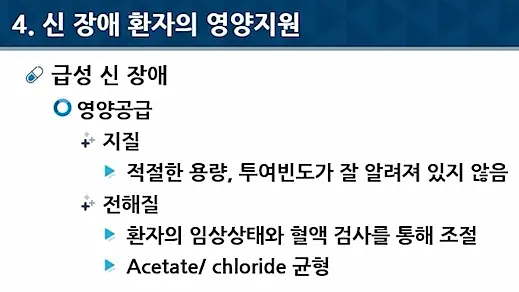 4. 신 장애 환자의 영양지원
급성 신 장애
영양공급
지질
적절한 용량, 투여빈도가 잘 알려져 있지 않음
전해질
환자의 임상상태와 혈액 검사를 통해 조절
Acetate/ chloride 균형